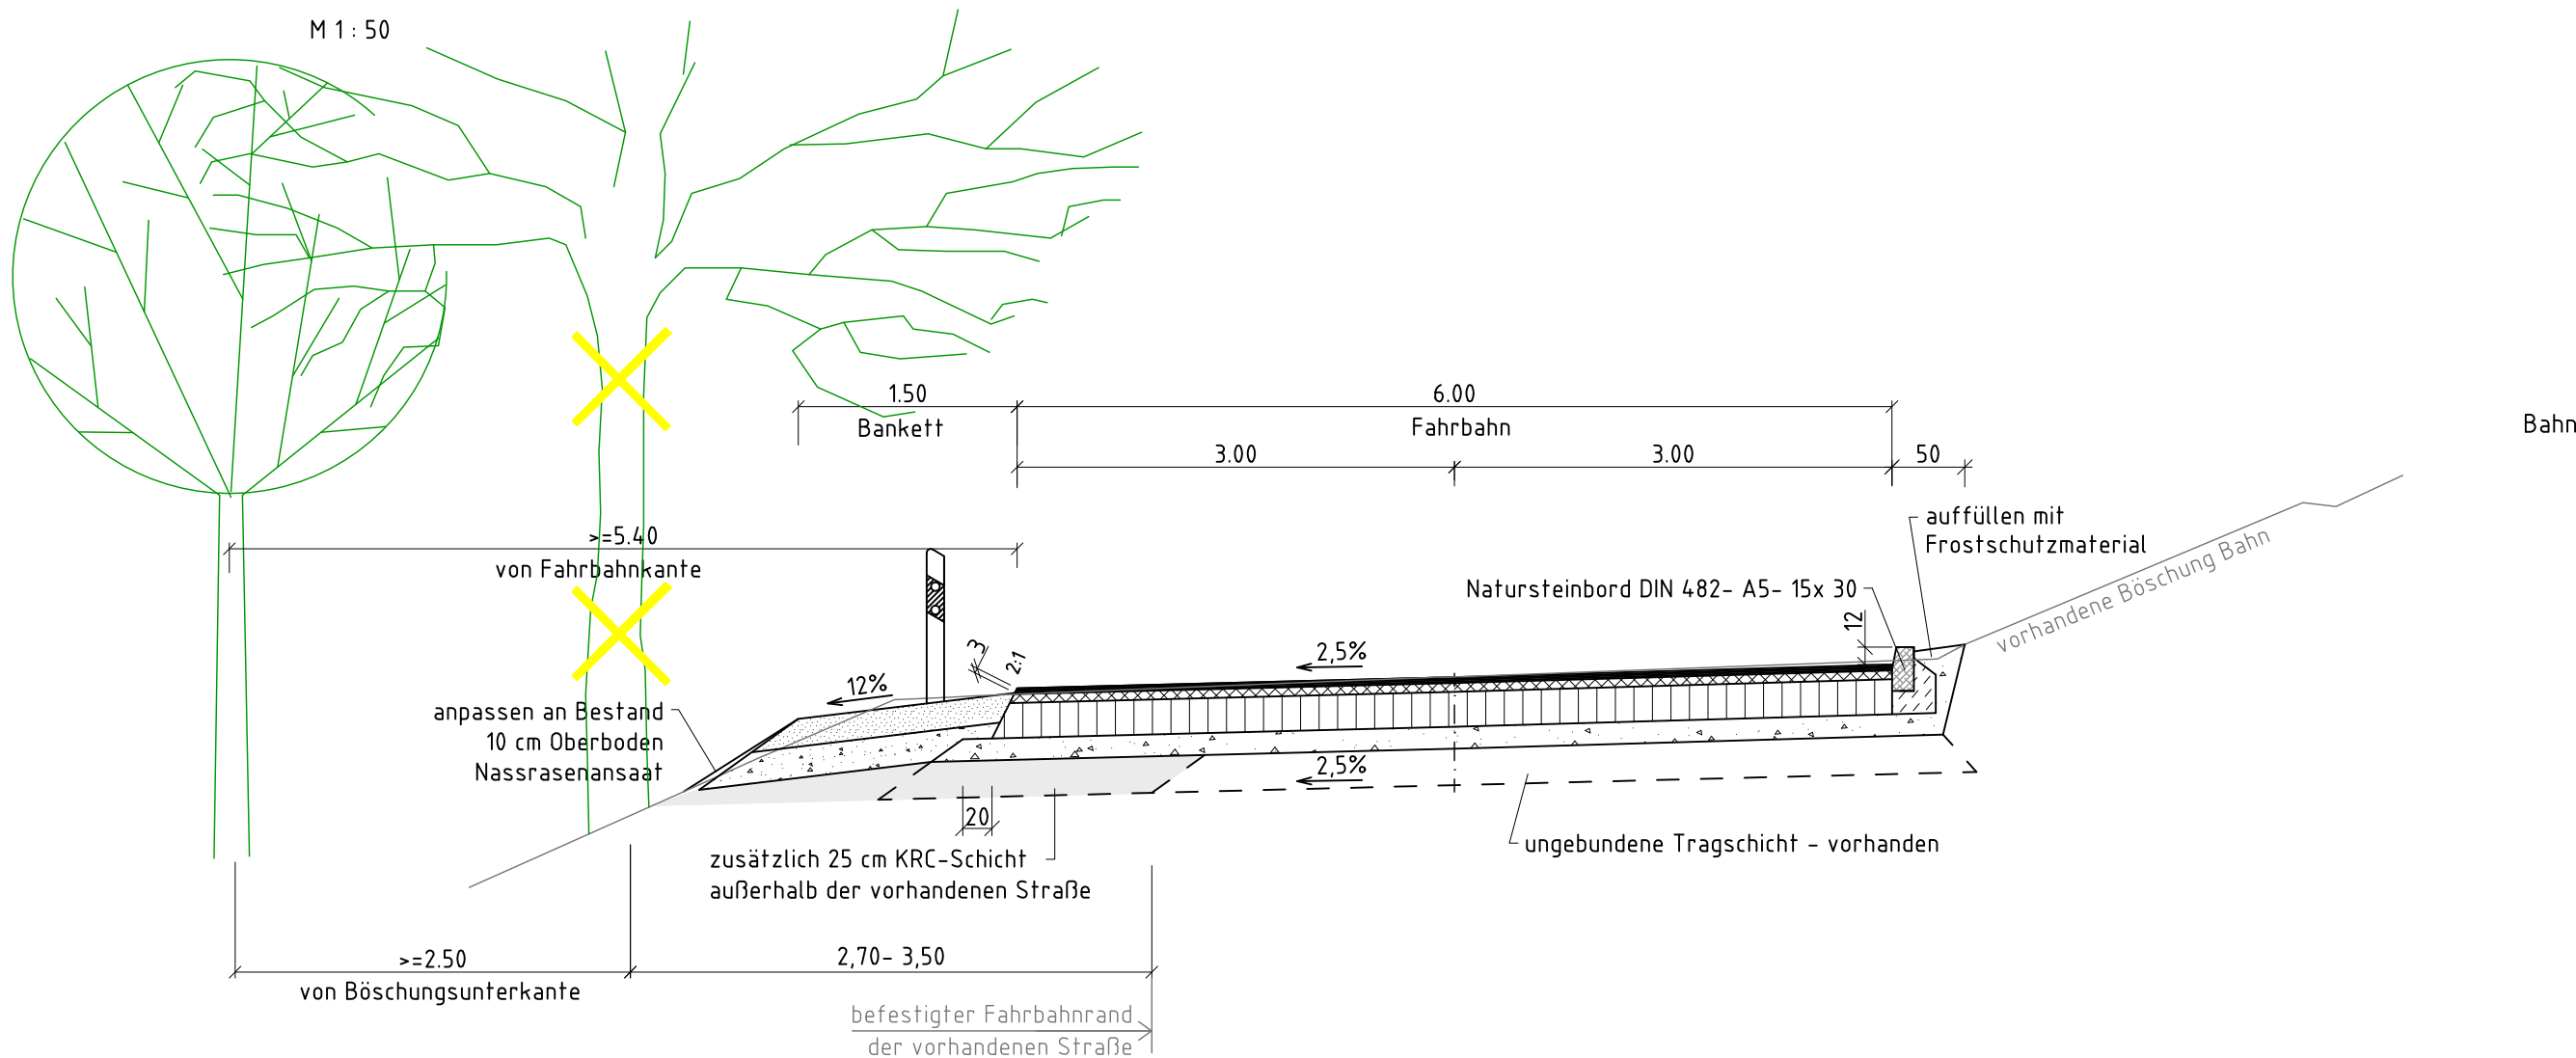 M 1 : 50
1.50
6.00
Bankett
Fahrbahn
Bahn
3.00
3.00
50
auffüllen mit
Frostschutzmaterial
>=5.40
von Fahrbahnkante
vorhandene Böschung Bahn
Natursteinbord DIN 482- A5- 15x 30
12
3
2:1
2,5%
12%
anpassen an Bestand
10 cm Oberboden
Nassrasenansaat
2,5%
20
zusätzlich 25 cm KRC-Schicht
außerhalb der vorhandenen Straße
ungebundene Tragschicht - vorhanden
>=2.50
von Böschungsunterkante
2,70- 3,50
befestigter Fahrbahnrand
der vorhandenen Straße